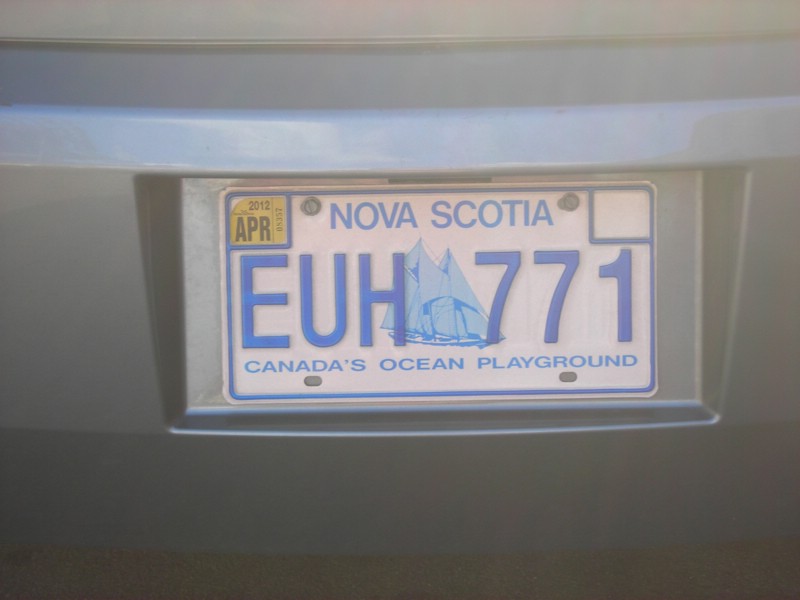 2012
APR
NOVA SCOTIA
EUH 771
CANADA'S OCEAN PLAYGROUND